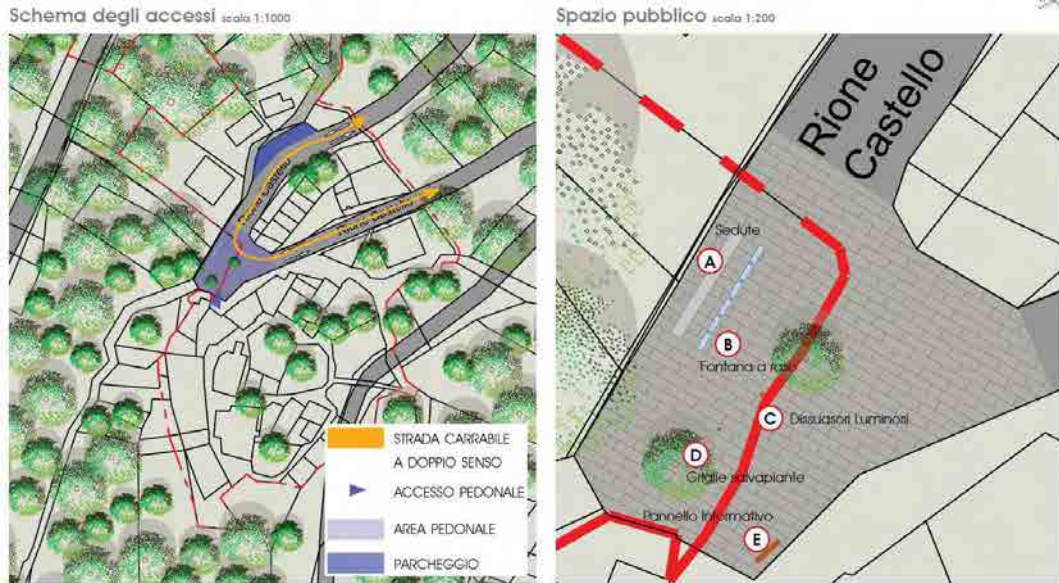 Schema degli accessi scala 1:1000
STRADA CARRABILE
A DOPPIO SENSO
ACCESSO PEDONALE
AREA PEDONALE
PARCHEGGIO
Spazio pubblico scala 1:200
Rione
Castello
Sedute
A
B
Fontana a raso
C Dissuasori Luminosi
D
Griglie salvapiante
Pannello Informativo
E